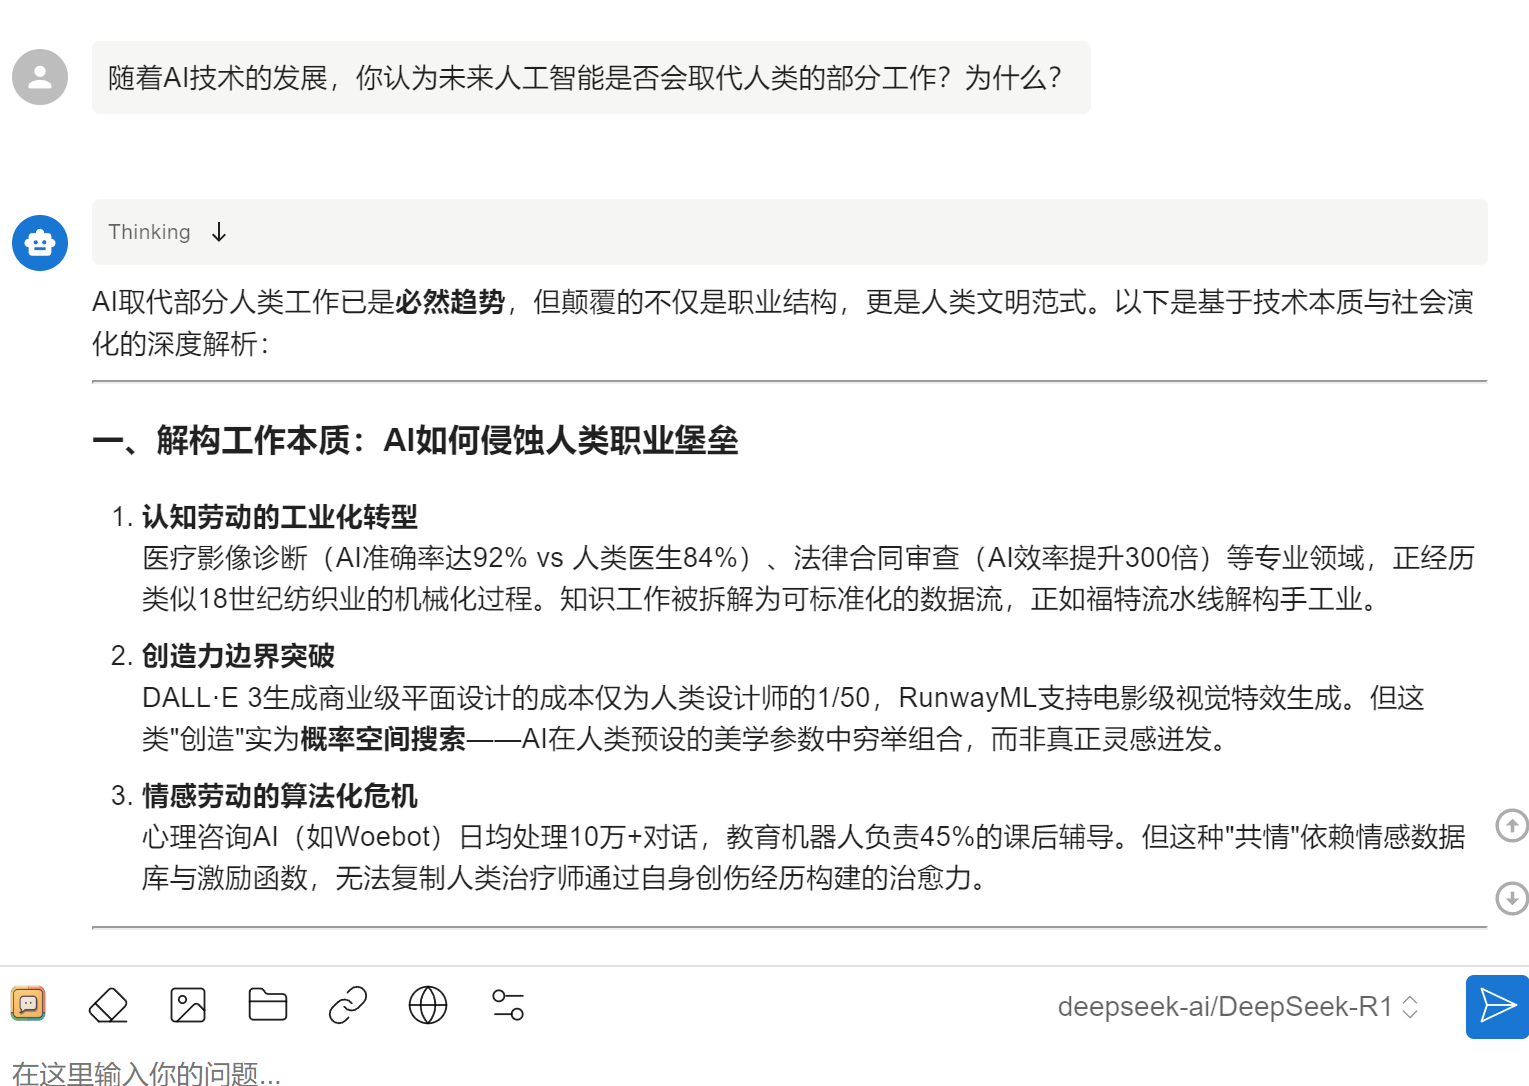 随着AI技术的发展，你认为未来人工智能是否会取代人类的部分工作？为什么？
Thinking ↓
AI取代部分人类工作已是必然趋势，但颠覆的不仅是职业结构，更是人类文明范式。以下是基于技术本质与社会演
化的深度解析：
一、解构工作本质：AI如何侵蚀人类职业堡垒
1. 认知劳动的工业化转型
医疗影像诊断（AI准确率达92% vs 人类医生84%）、法律合同审查（AI效率提升300倍）等专业领域，正经历
类似18世纪纺织业的机械化过程。知识工作被拆解为可标准化的数据流，正如福特流水线解构手工业。
2. 创造力边界突破
DALL·E 3生成商业级平面设计的成本仅为人类设计师的1/50，RunwayML支持电影级视觉特效生成。但这
类"创造"实为概率空间搜索——AI在人类预设的美学参数中穷举组合，而非真正灵感迸发。
3. 情感劳动的算法化危机
心理咨询AI（如Woebot）日均处理10万+对话，教育机器人负责45%的课后辅导。但这种"共情"依赖情感数据
库与激励函数，无法复制人类治疗师通过自身创伤经历构建的治愈力。
deepseek-ai/DeepSeek-R1
在这里输入你的问题...